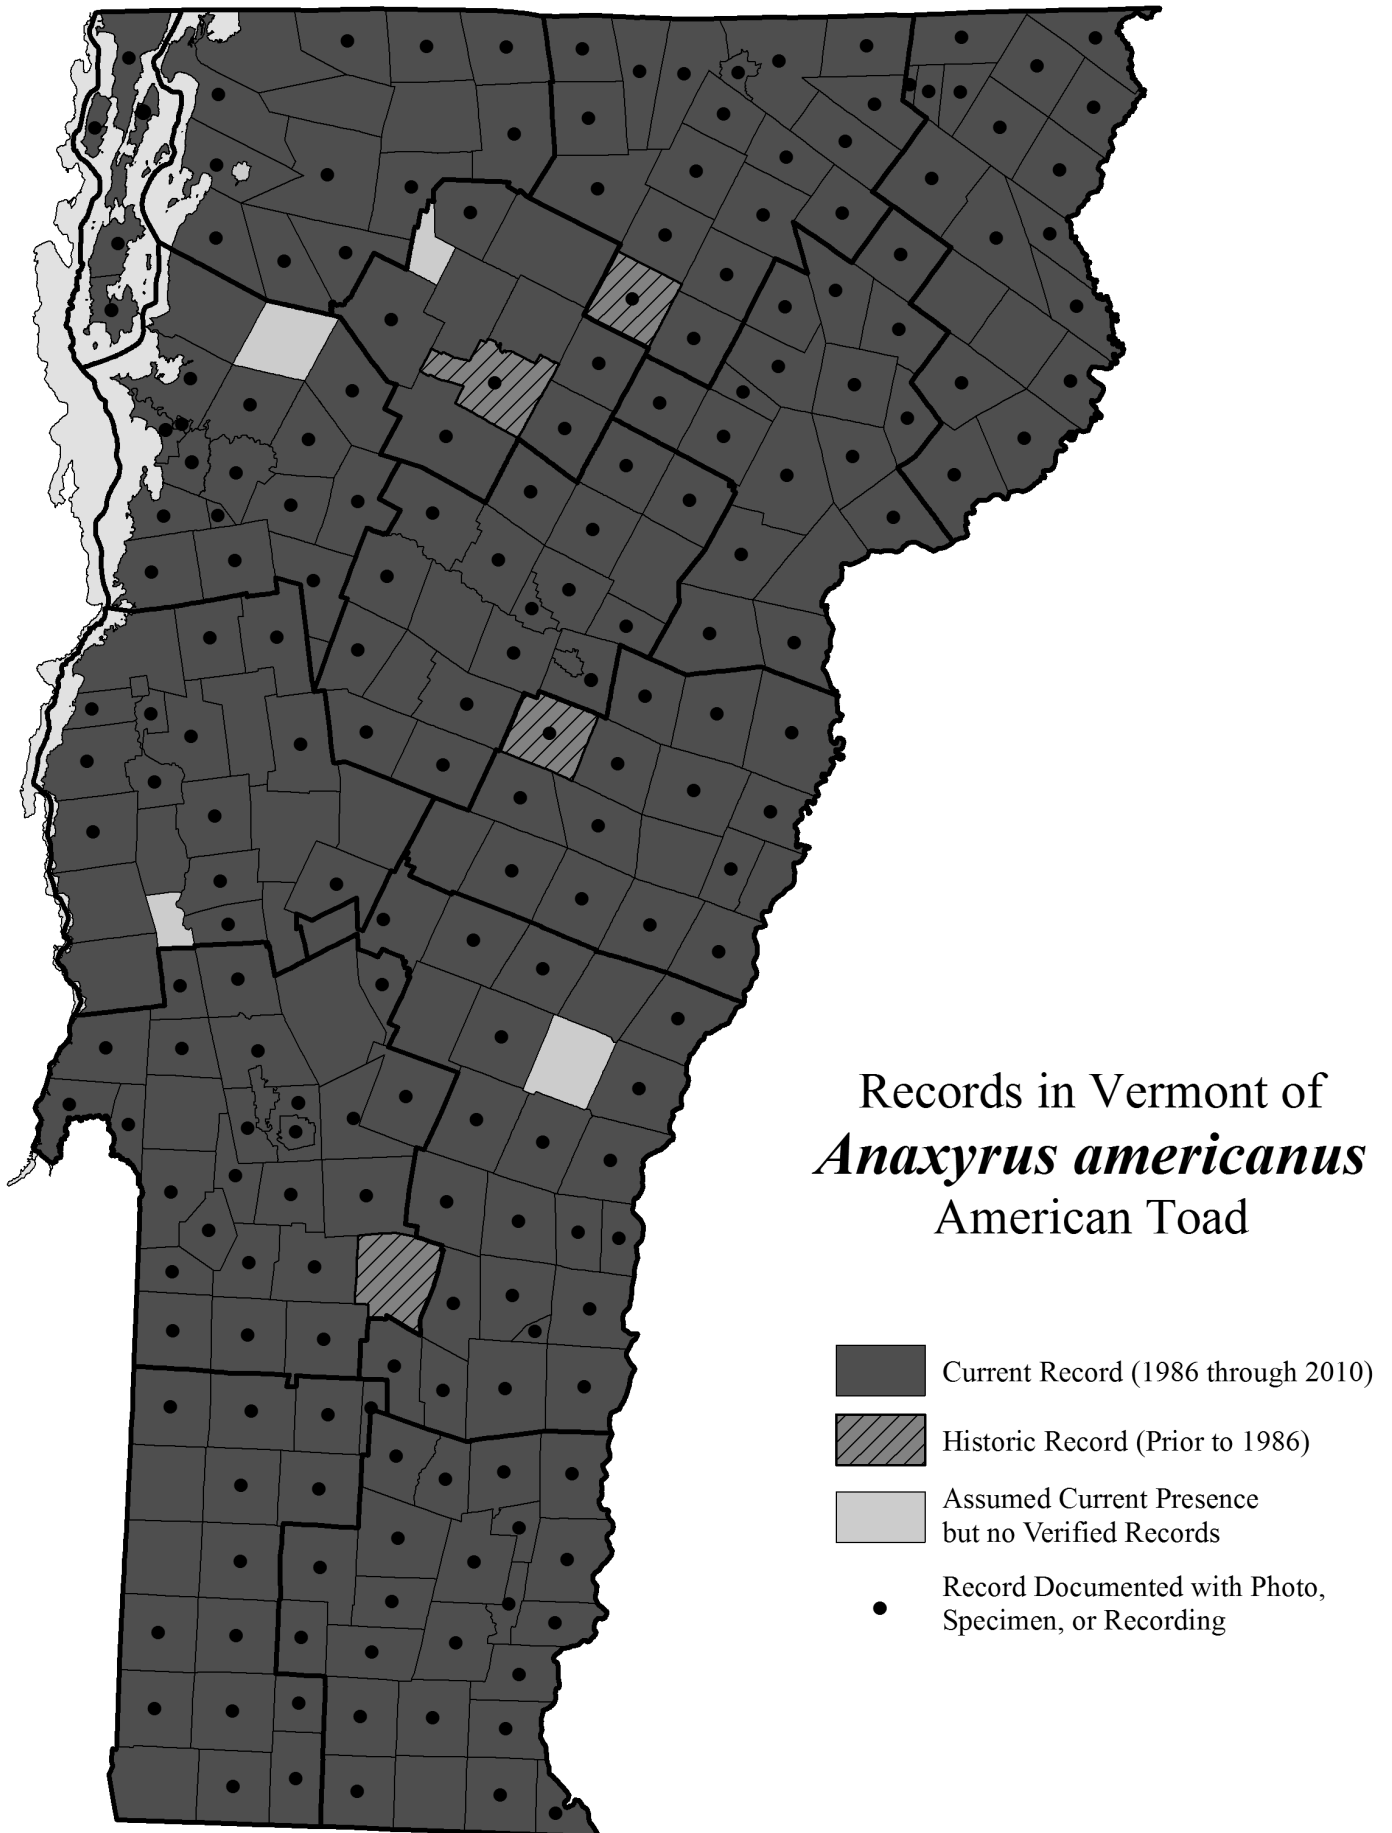 Records in Vermont of
Anaxyrus americanus
American Toad
Current Record (1986 through 2010)
Historic Record (Prior to 1986)
Assumed Current Presence
but no Verified Records
Record Documented with Photo,
Specimen, or Recording